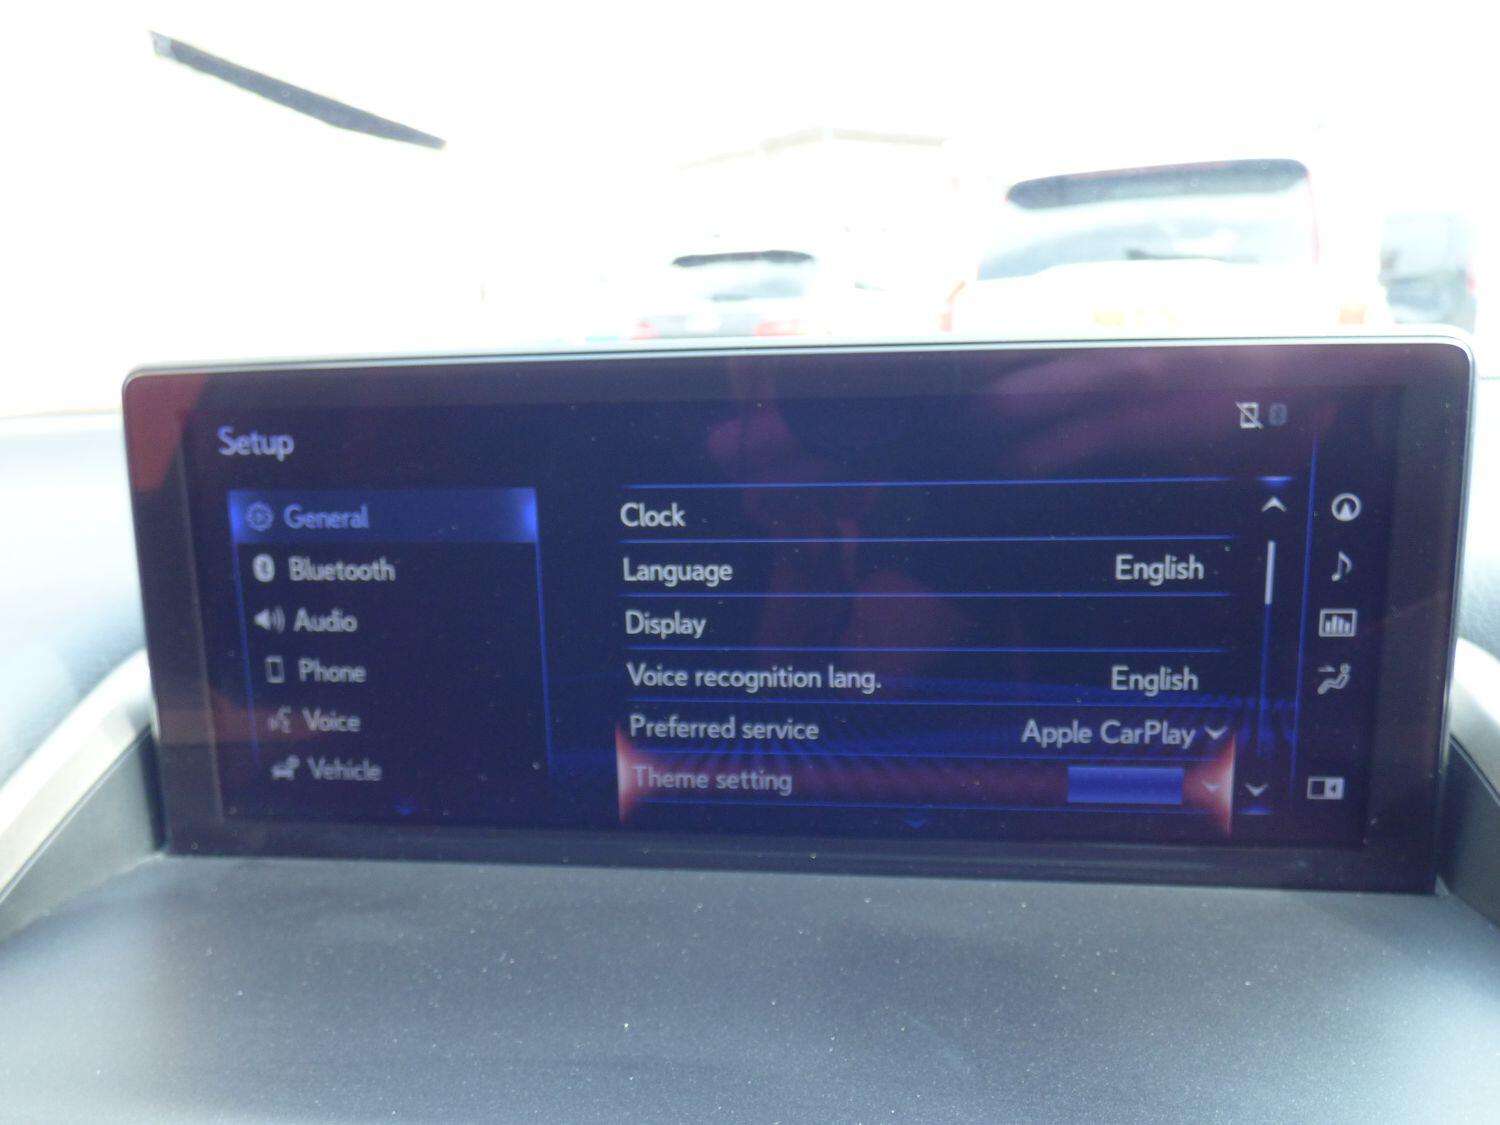 Setup
General
Bluetooth
Audio
Phone
Voice
Vehicle
Clock
Language English
Display
Voice recognition lang. English
Preferred service Apple CarPlay
Theme setting